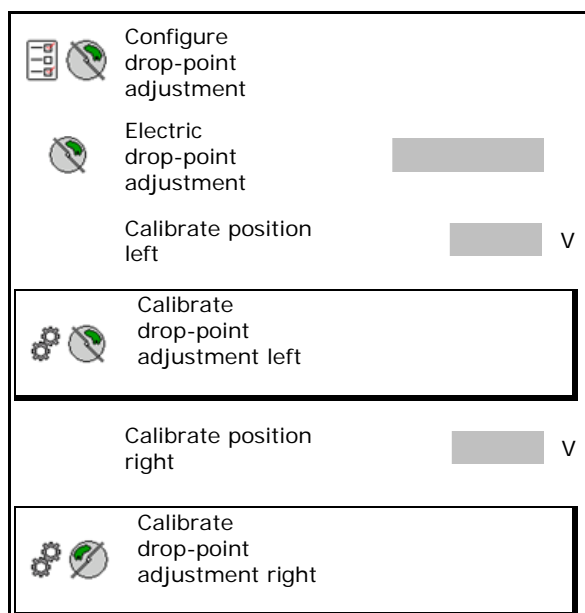 Configure
drop-point
adjustment
Electric
drop-point
adjustment
Calibrate position
left
V
Calibrate
drop-point
adjustment left
Calibrate position
right
V
Calibrate
drop-point
adjustment right